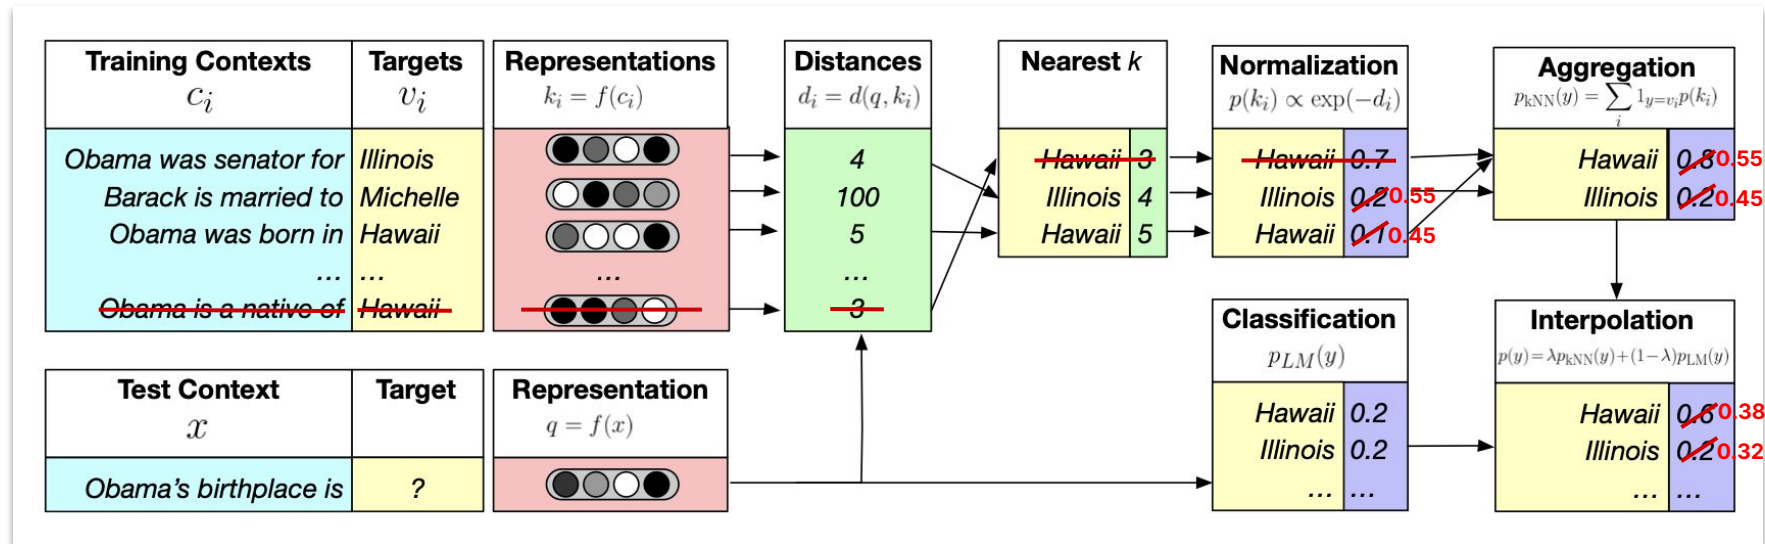 Training Contexts
c_i
Targets
v_i
Obama was senator for Illinois
Barack is married to Michelle
Obama was born in Hawaii
... ...
Obama is a native of Hawaii
Representations
k_i = f(c_i)
...
Distances
d_i = d(q, k_i)
4
100
5
...
3
Nearest k
Hawaii 3
Illinois 4
Hawaii 5
Normalization
p(k_i) ∝ exp(−d_i)
Hawaii 0.7
Illinois 0.2 0.55
Hawaii 0.1 0.45
Aggregation
p_kNN(y) = ∑_i 1_{y=v_i} p(k_i)
Hawaii 0.8 0.55
Illinois 0.2 0.45
Test Context
x
Target
Obama's birthplace is ?
Representation
q = f(x)
Classification
p_LM(y)
Hawaii 0.2
Illinois 0.2
... ...
Interpolation
p(y) = λp_kNN(y) + (1−λ)p_LM(y)
Hawaii 0.6 0.38
Illinois 0.2 0.32
... ...